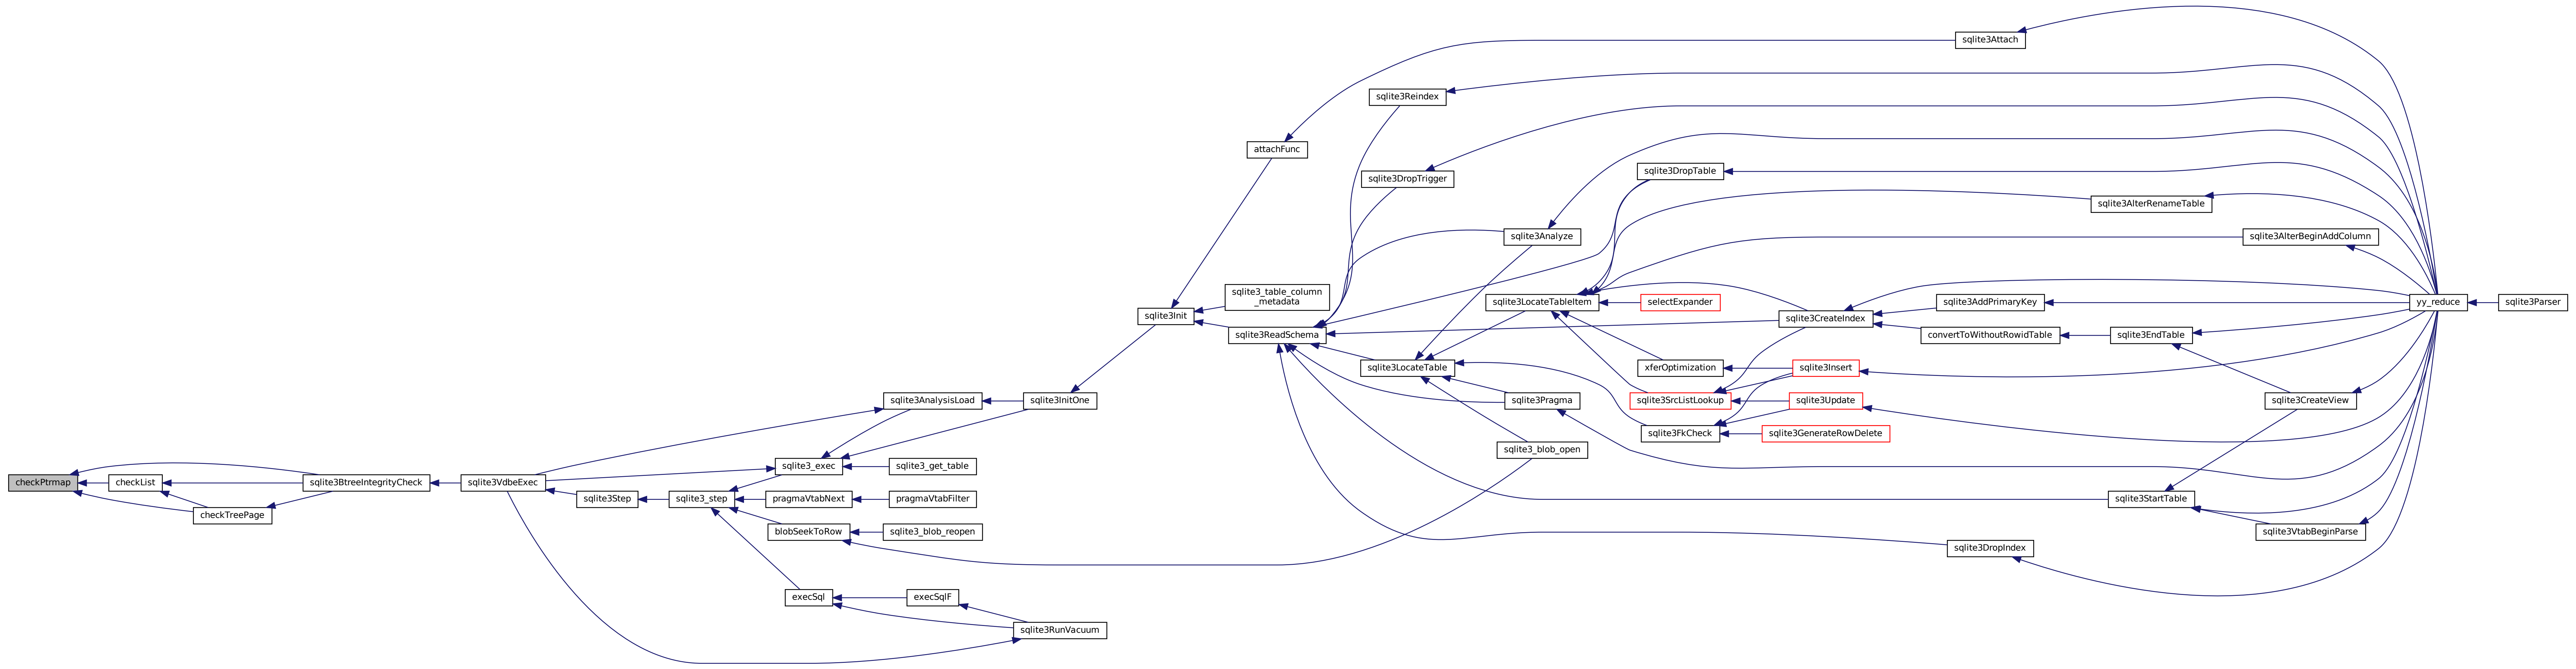 sqlite3Attach
sqlite3Reindex
attachFunc
sqlite3DropTrigger
sqlite3DropTable
sqlite3AlterRenameTable
sqlite3Analyze
sqlite3AlterBeginAddColumn
sqlite3_table_column
_metadata
sqlite3LocateTableItem
selectExpander
sqlite3AddPrimaryKey
yy_reduce
sqlite3Parser
sqlite3Init
sqlite3CreateIndex
sqlite3ReadSchema
convertToWithoutRowidTable
sqlite3EndTable
sqlite3LocateTable
xferOptimization
sqlite3Insert
sqlite3AnalysisLoad
sqlite3InitOne
sqlite3Pragma
sqlite3SrcListLookup
sqlite3Update
sqlite3CreateView
sqlite3FkCheck
sqlite3GenerateRowDelete
sqlite3_blob_open
sqlite3_exec
sqlite3_get_table
checkPtrmap
checkList
sqlite3BtreeIntegrityCheck
sqlite3VdbeExec
sqlite3Step
sqlite3_step
pragmaVtabNext
pragmaVtabFilter
sqlite3StartTable
checkTreePage
blobSeekToRow
sqlite3_blob_reopen
sqlite3VtabBeginParse
sqlite3DropIndex
execSql
execSqlF
sqlite3RunVacuum